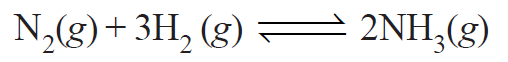 N₂(g) + 3H₂ (g) ⇌ 2NH₃(g)